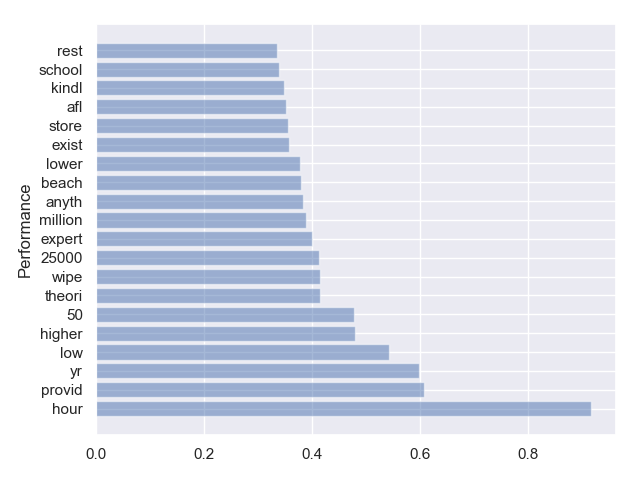 rest
school
kindl
afl
store
exist
lower
beach
anyth
million
expert
25000
wipe
theori
50
higher
low
yr
provid
hour
Performance
0.0 0.2 0.4 0.6 0.8